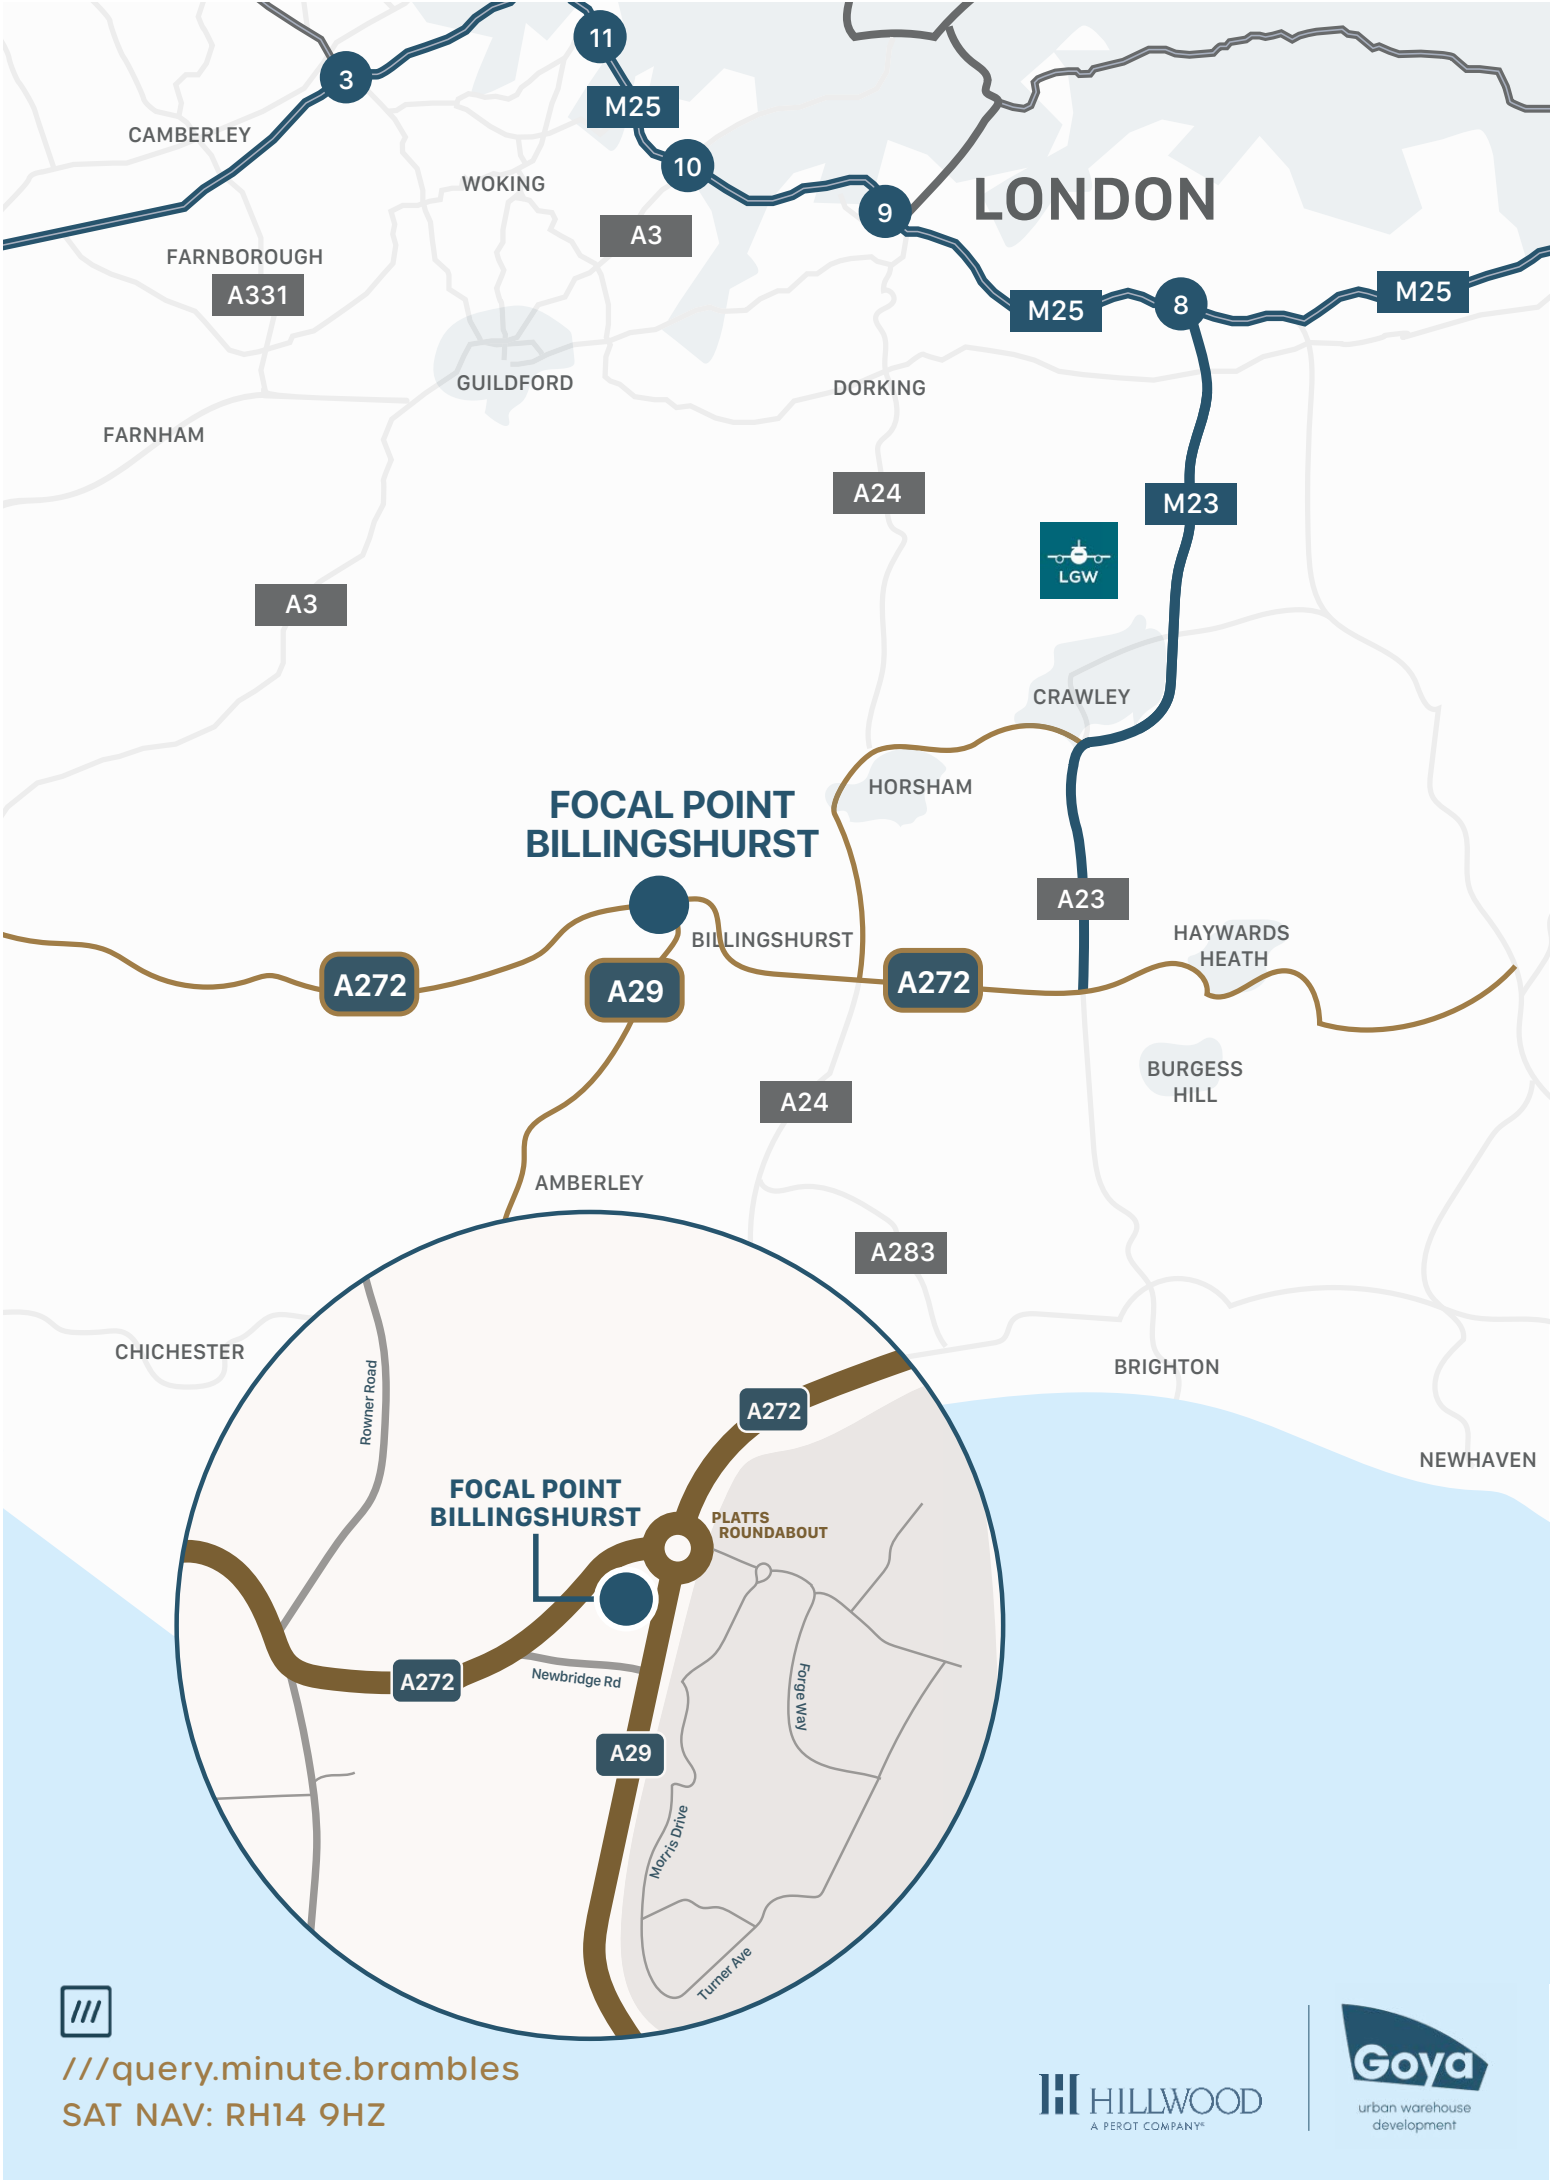 11
3
M25
CAMBERLEY
10
WOKING
LONDON
9
A3
FARNBOROUGH
A331
M25
8
M25
GUILDFORD
DORKING
FARNHAM
A24
M23
LGW
A3
CRAWLEY
HORSHAM
FOCAL POINT
BILLINGSHURST
A23
BILLINGSHURST
HAYWARDS
HEATH
A272
A29
A272
BURGESS
HILL
A24
AMBERLEY
A283
CHICHESTER
BRIGHTON
NEWHAVEN
Rowner Road
A272
FOCAL POINT
BILLINGSHURST
PLATTS
ROUNDABOUT
A272
Newbridge Rd
Forge Way
A29
Morris Drive
Turner Ave
///
///query.minute.brambles
SAT NAV: RH14 9HZ
H HILLWOOD
A PEROT COMPANY®
Goya
urban warehouse
development